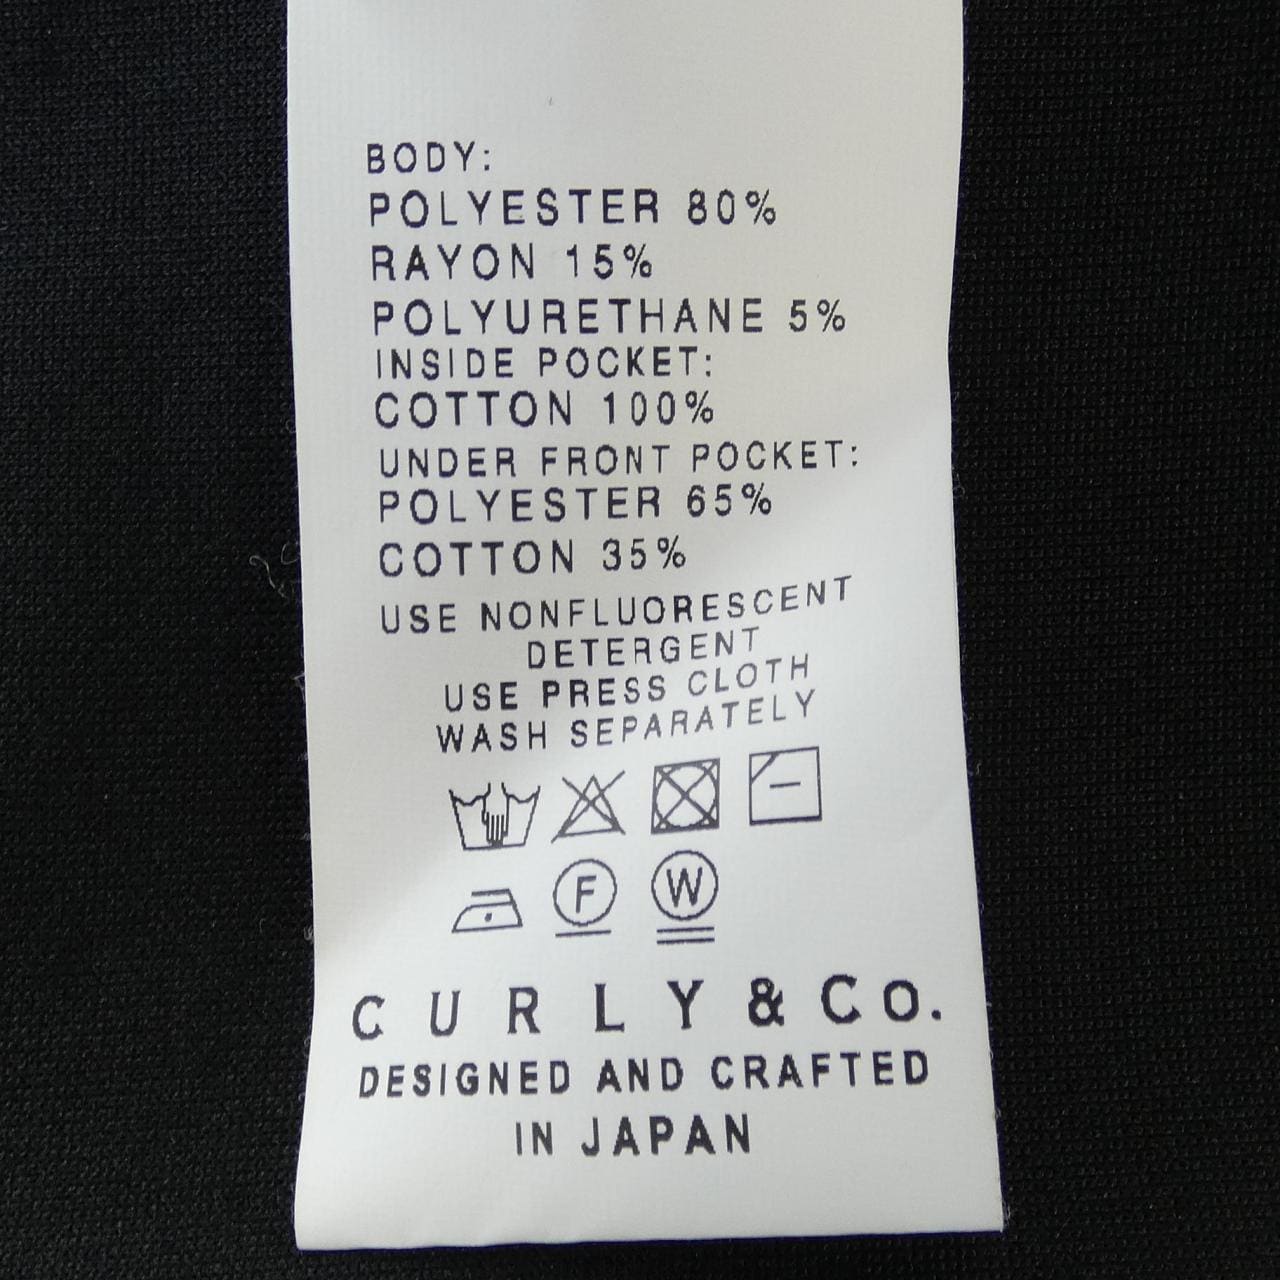 BODY:
POLYESTER 80%
RAYON 15%
POLYURETHANE 5%
INSIDE POCKET:
COTTON 100%
UNDER FRONT POCKET:
POLYESTER 65%
COTTON 35%
USE NONFLUORESCENT
DETERGENT
USE PRESS CLOTH
WASH SEPARATELY
F W
CURLY & Co.
DESIGNED AND CRAFTED
IN JAPAN